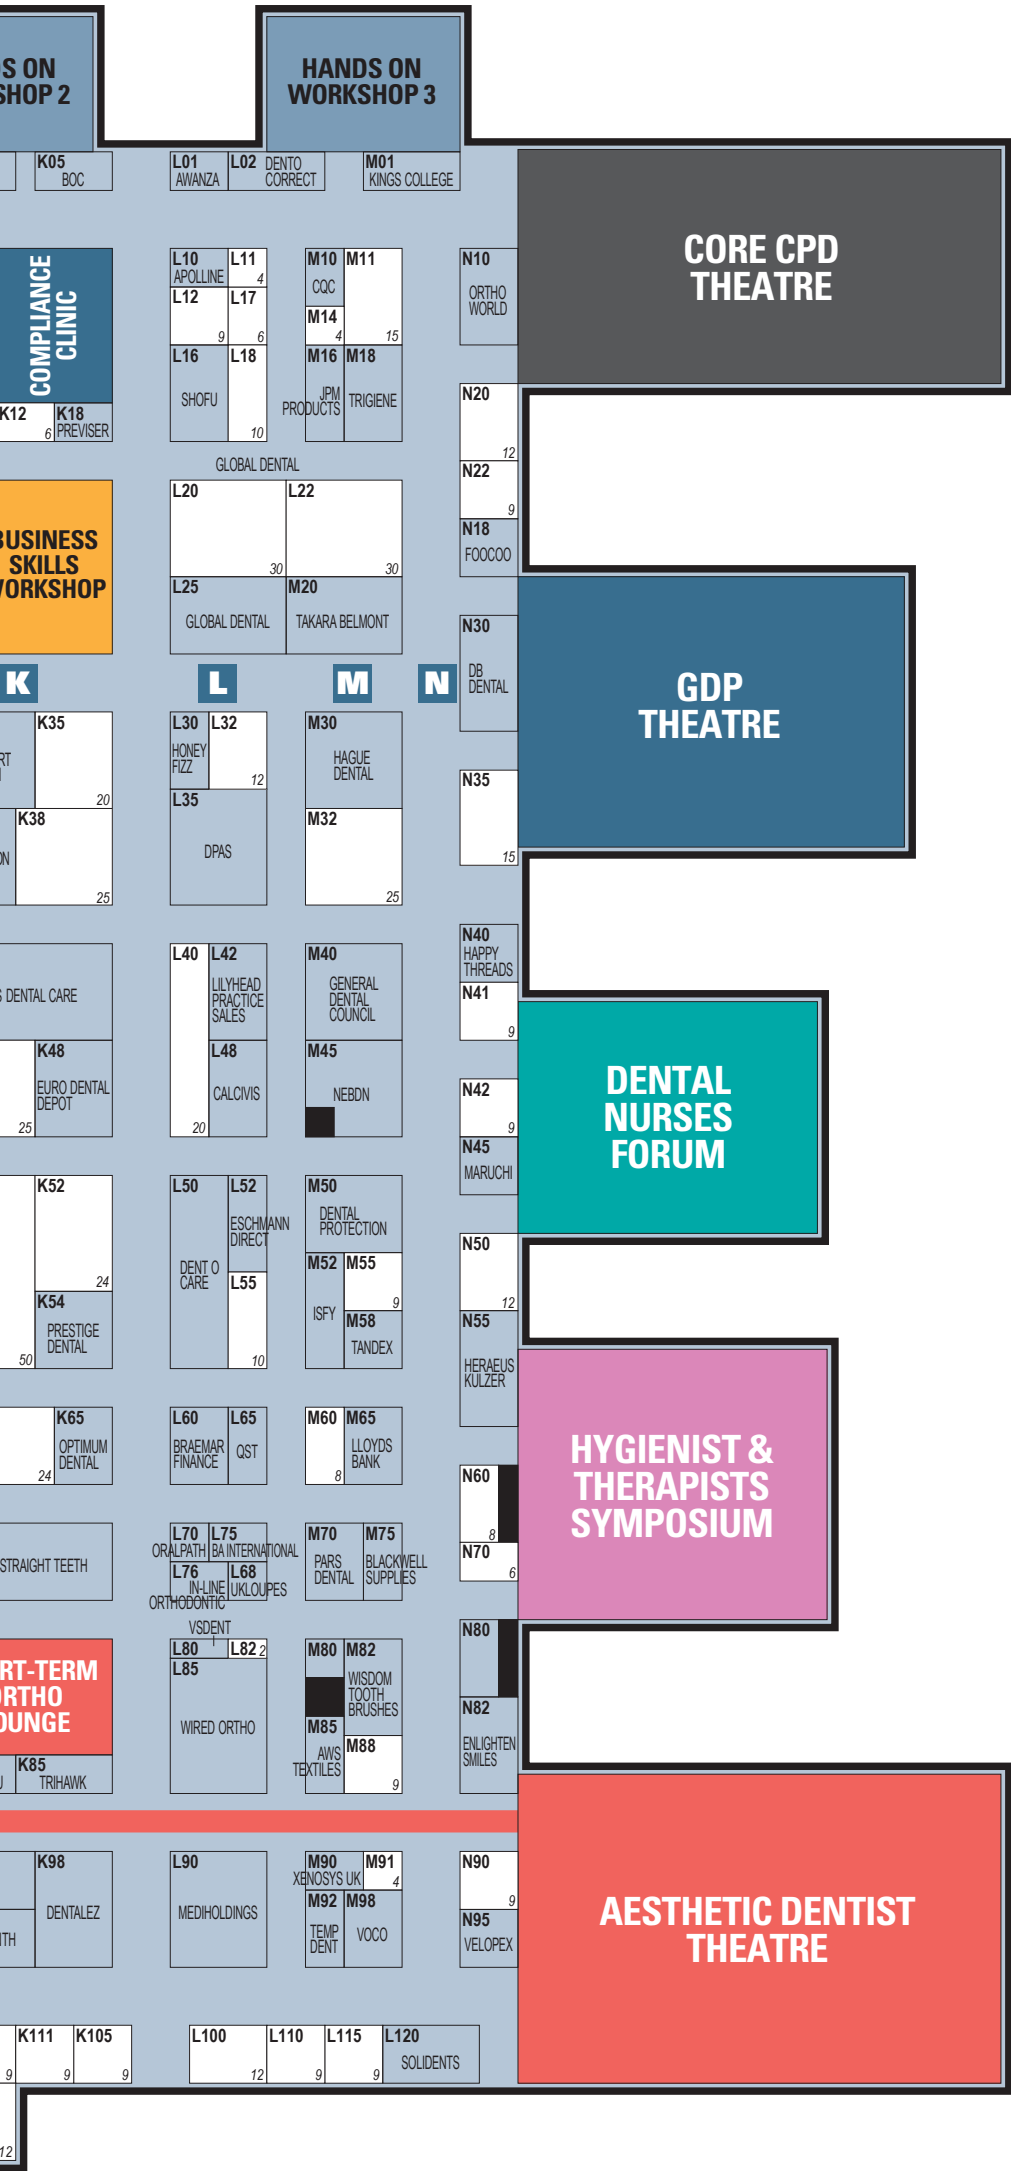 S ON
SHOP 2
HANDS ON
WORKSHOP 3
K05
BOC
L01
AWANZA
L02 DENTO
CORRECT
M01
KINGS COLLEGE
CORE CPD
THEATRE
COMPLIANCE
CLINIC
L10
APOLLINE
L11
4
L12
9
L17
6
M10
CQC
M11
15
M14
4
N10
ORTHO
WORLD
L16
SHOFU
L18
10
M16
JPM
PRODUCTS
M18
TRIGIENE
K12
6
K18
PREVISER
N20
12
GLOBAL DENTAL
N22
9
BUSINESS
SKILLS
WORKSHOP
L20
30
L22
30
N18
FOOCOO
L25
GLOBAL DENTAL
M20
TAKARA BELMONT
N30
DB
DENTAL
GDP
THEATRE
K
L
M
N
RT
K35
20
L30
HONEY
FIZZ
L32
12
M30
HAGUE
DENTAL
N35
15
ON
K38
25
L35
DPAS
M32
25
N40
HAPPY
THREADS
S DENTAL CARE
L40
20
L42
LILYHEAD
PRACTICE
SALES
M40
GENERAL
DENTAL
COUNCIL
N41
9
25
K48
EURO DENTAL
DEPOT
L48
CALCIVIS
M45
NEBDN
N42
9
N45
MARUCHI
DENTAL
NURSES
FORUM
50
K52
24
L50
DENT O
CARE
L52
ESCHMANN
DIRECT
M50
DENTAL
PROTECTION
N50
12
K54
PRESTIGE
DENTAL
L55
10
M52
ISFY
M55
9
M58
TANDEX
N55
HERAEUS
KULZER
24
K65
OPTIMUM
DENTAL
L60
BRAEMAR
FINANCE
L65
QST
M60
8
M65
LLOYDS
BANK
HYGIENIST &
THERAPISTS
SYMPOSIUM
N60
8
N70
6
STRAIGHT TEETH
L70
ORALPATH
L75
BA INTERNATIONAL
L76
IN-LINE
ORTHODONTIC
L68
UKLOUPES
M70
PARS
DENTAL
M75
BLACKWELL
SUPPLIES
VSDENT
N80
RT-TERM
ORTHO
OUNGE
L80
L82 2
L85
WIRED ORTHO
M80
M82
WISDOM
TOOTH
BRUSHES
M85
AWS
TEXTILES
M88
9
N82
ENLIGHTEN
SMILES
K85
TRIHAWK
ITH
K98
DENTALEZ
L90
MEDIHOLDINGS
M90
XENOSYS UK
M91
4
M92
TEMP
DENT
M98
VOCO
N90
9
N95
VELOPEX
AESTHETIC DENTIST
THEATRE
9
K111
9
K105
9
L100
12
L110
9
L115
9
L120
SOLIDENTS
12